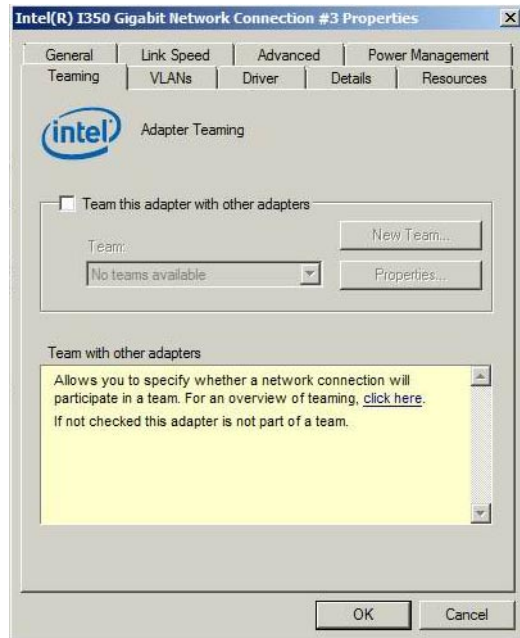 Intel(R) I350 Gigabit Network Connection #3 Properties
General
Link Speed
Advanced
Power Management
Teaming
VLANs
Driver
Details
Resources
intel
Adapter Teaming
Team this adapter with other adapters
Team:
New Team...
No teams available
Properties...
Team with other adapters
Allows you to specify whether a network connection will
participate in a team. For an overview of teaming, click here.
If not checked this adapter is not part of a team.
OK
Cancel